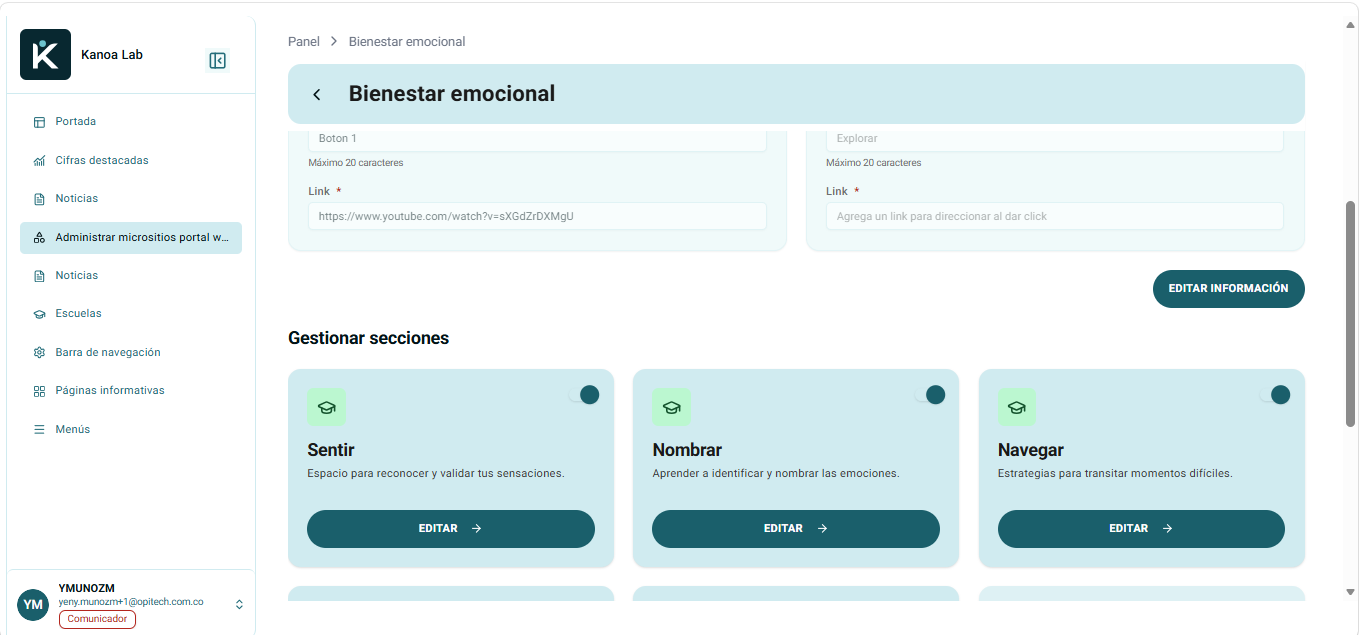 Kanoa Lab
Portada
Cifras destacadas
Noticias
Administrar micrositios portal w...
Noticias
Escuelas
Barra de navegación
Páginas informativas
Menús
YM
YMUNOZM
yeny.munozm+1@opitech.com.co
Comunicador
Panel > Bienestar emocional
Bienestar emocional
Boton 1
Máximo 20 caracteres
Link *
https://www.youtube.com/watch?v=sXGdZrDXMgU
Explorar
Máximo 20 caracteres
Link *
Agrega un link para direccionar al dar click
EDITAR INFORMACIÓN
Gestionar secciones
Sentir
Espacio para reconocer y validar tus sensaciones.
EDITAR →
Nombrar
Aprender a identificar y nombrar las emociones.
EDITAR →
Navegar
Estrategias para transitar momentos difíciles.
EDITAR →